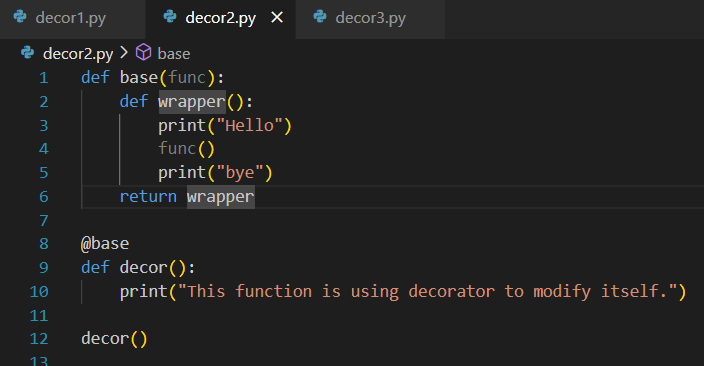 decor1.py decor2.py × decor3.py
decor2.py > base
1 def base(func):
2     def wrapper():
3         print("Hello")
4         func()
5         print("bye")
6     return wrapper
7
8 @base
9 def decor():
10     print("This function is using decorator to modify itself.")
11
12 decor()
13